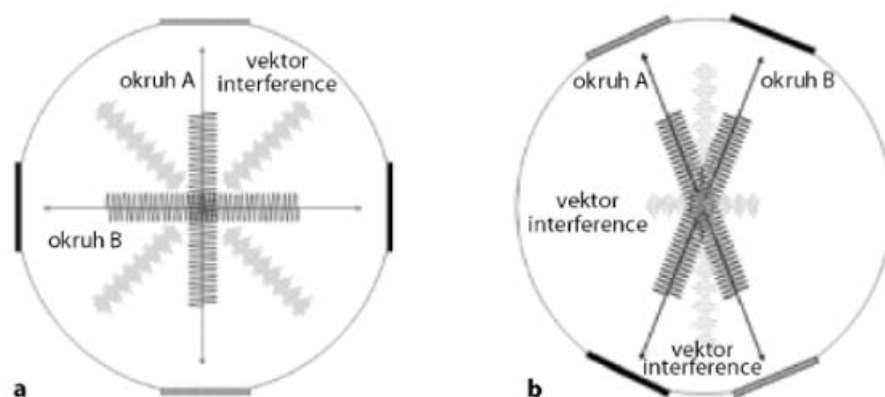 okruh A
vektor
interference
okruh B
a
okruh A
okruh B
vektor
interference
vektor
interference
b